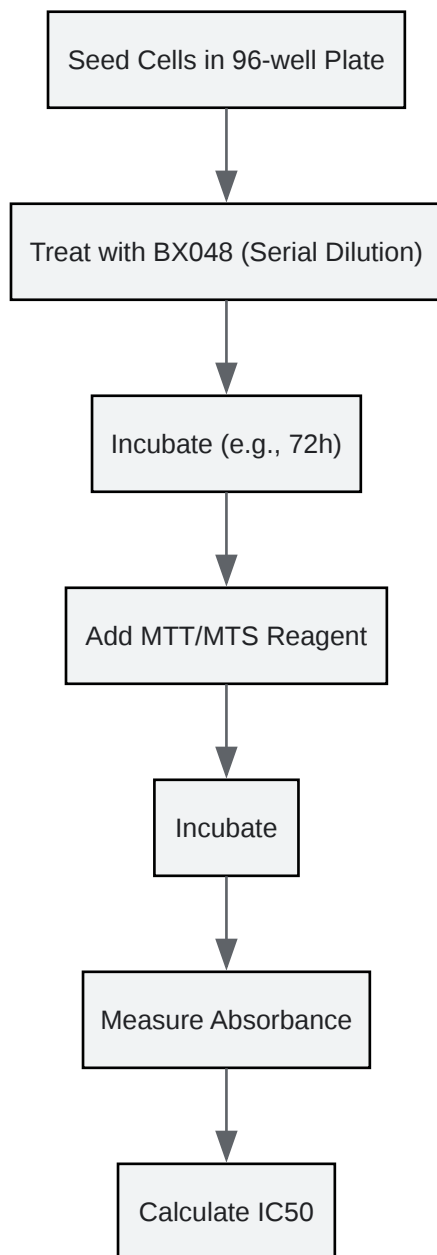 Seed Cells in 96-well Plate
Treat with BX048 (Serial Dilution)
Incubate (e.g., 72h)
Add MTT/MTS Reagent
Incubate
Measure Absorbance
Calculate IC50